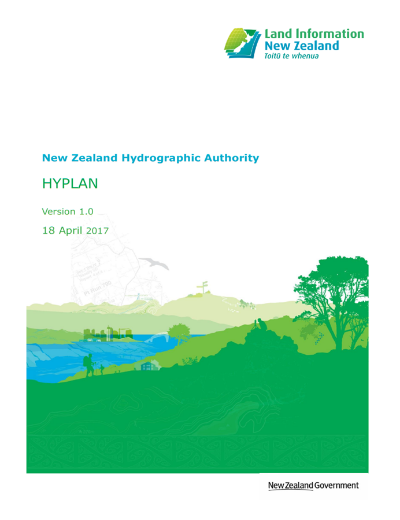 Land Information
New Zealand
Toitū te whenua
New Zealand Hydrographic Authority
HYPLAN
Version 1.0
18 April 2017
New Zealand Government